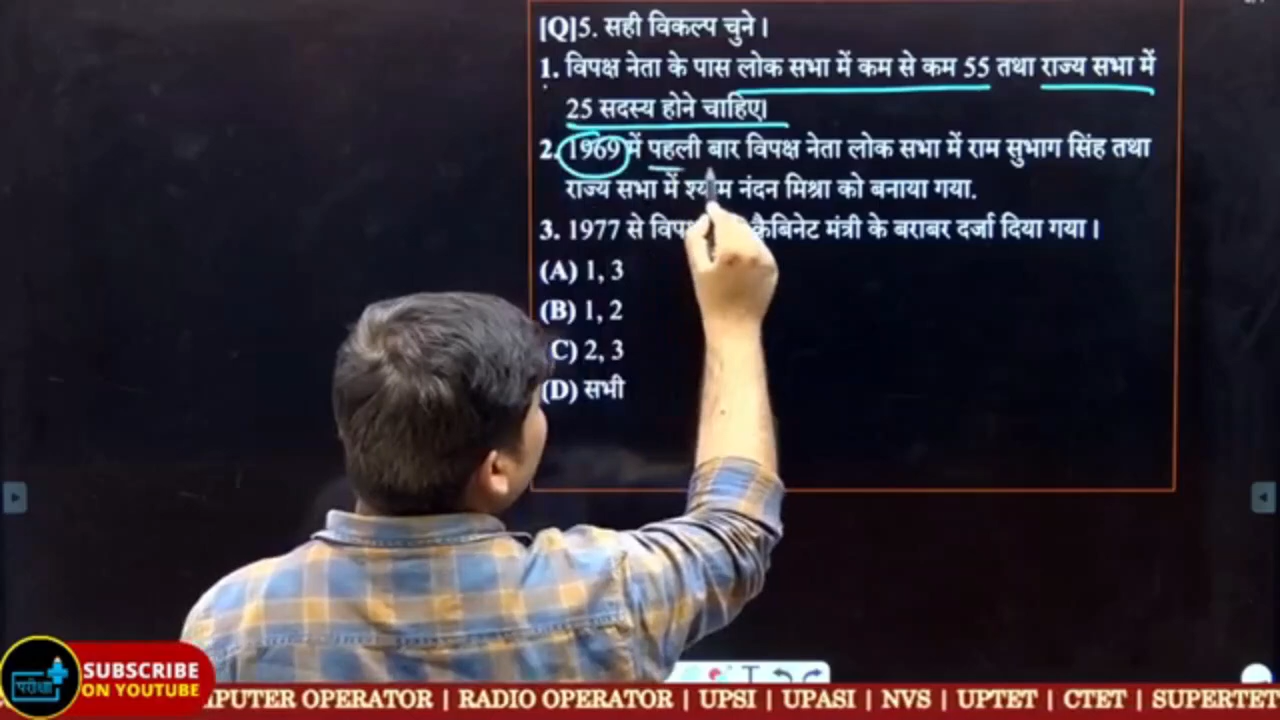 [Q]5. सही विकल्प चुने।
1. विपक्ष नेता के पास लोक सभा में कम से कम 55 तथा राज्य सभा में
25 सदस्य होने चाहिए।
2. 1969 में पहली बार विपक्ष नेता लोक सभा में राम सुभाग सिंह तथा
राज्य सभा में श्याम नंदन मिश्रा को बनाया गया.
3. 1977 से कैबिनेट मंत्री के बराबर दर्जा दिया गया।
(A) 1, 3
(B) 1, 2
C) 2, 3
(D) सभी
परीक्षा
SUBSCRIBE
ON YOUTUBE
MPUTER OPERATOR | RADIO OPERATOR | UPSI | UPASI | NVS | UPTET | CTET | SUPERTET